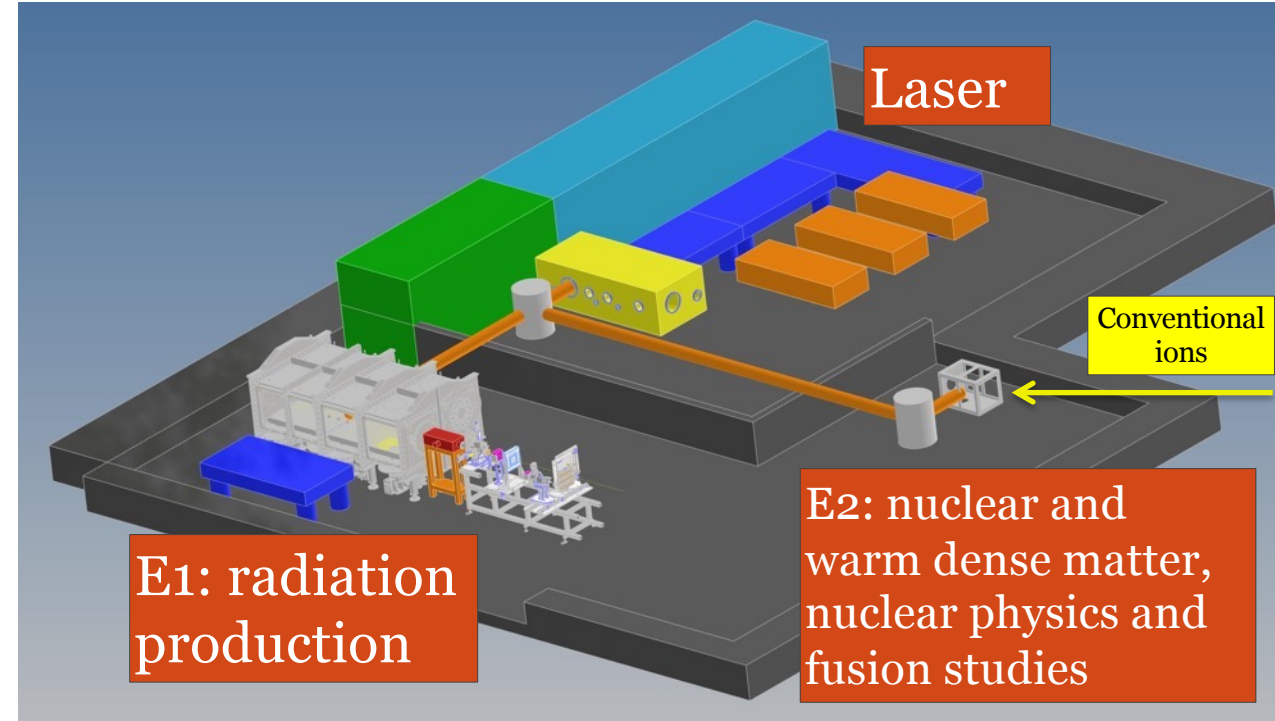 Laser
Conventional
ions
E1: radiation
production
E2: nuclear and
warm dense matter,
nuclear physics and
fusion studies